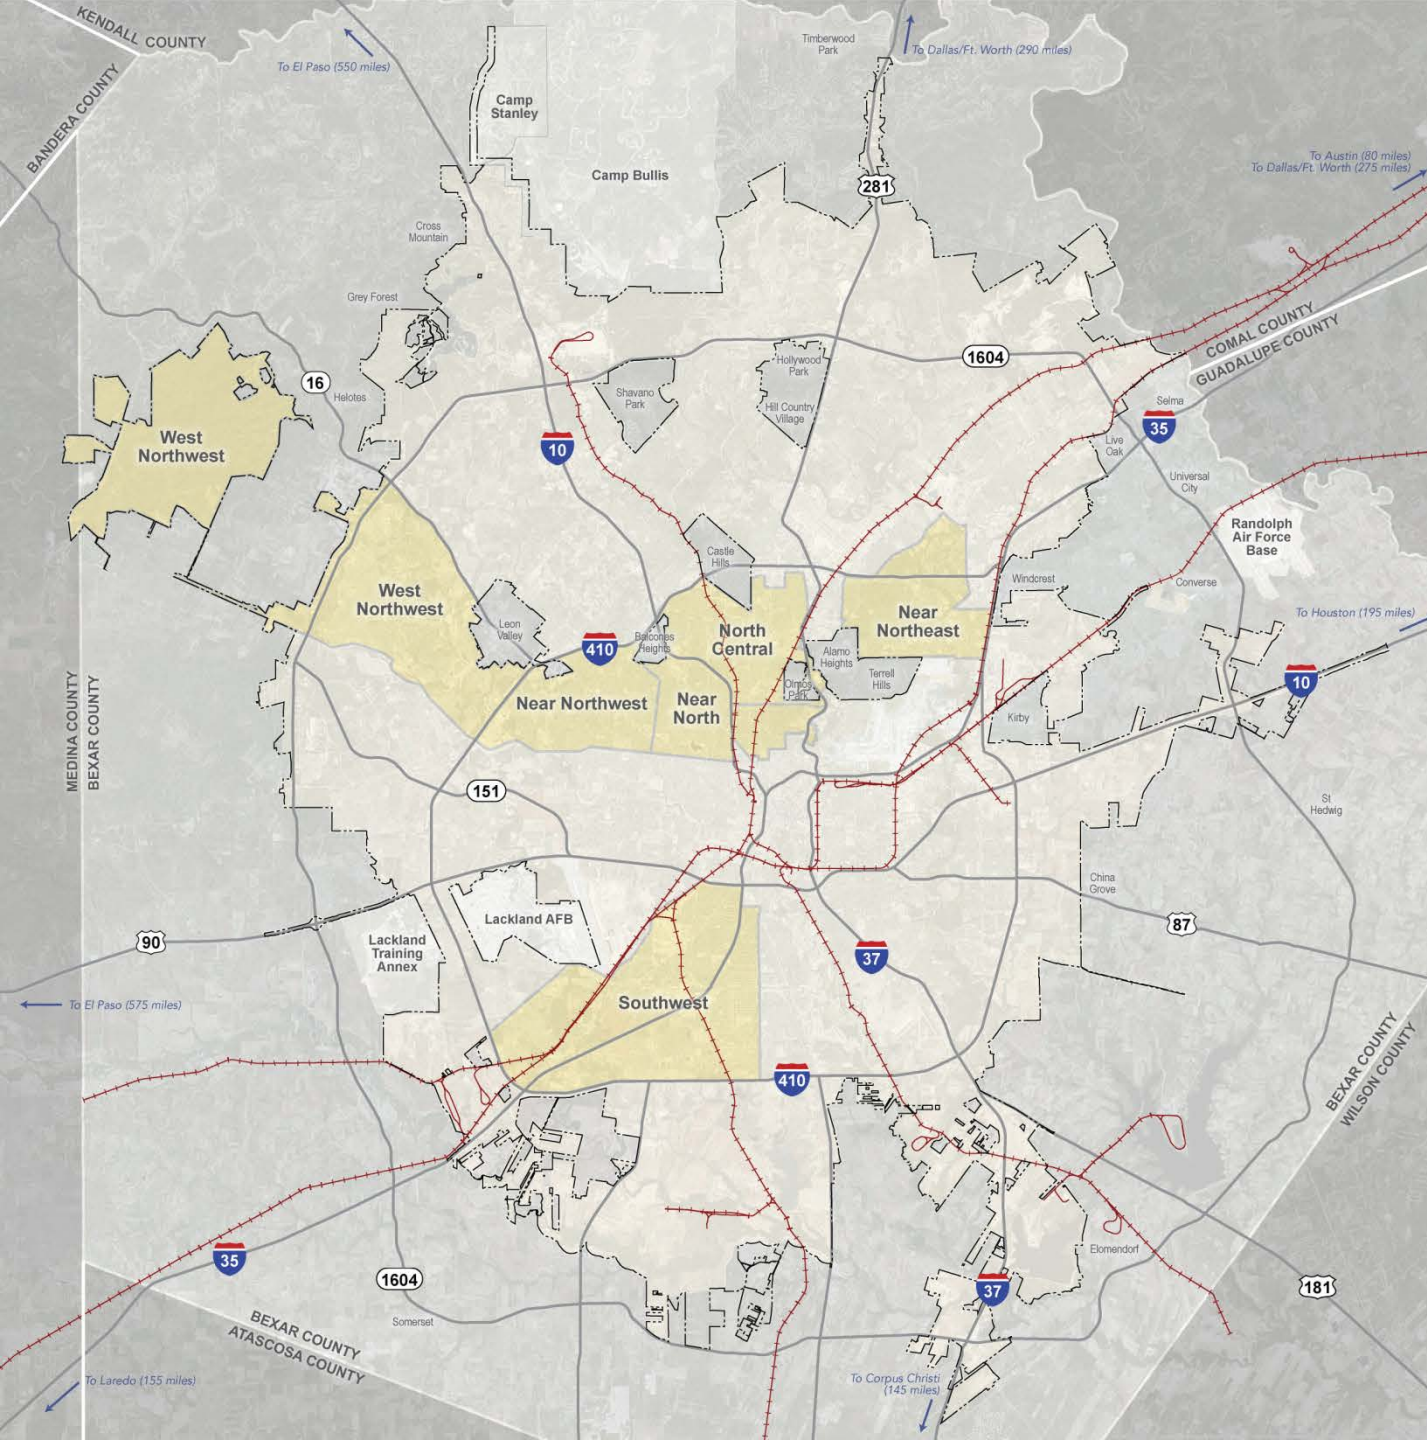 KENDALL COUNTY
BANDERA COUNTY
To El Paso (550 miles)
Timberwood
Park
To Dallas/Ft. Worth (290 miles)
Camp
Stanley
Camp Bullis
281
To Austin (80 miles)
To Dallas/Ft. Worth (275 miles)
Cross
Mountain
Grey Forest
COMAL COUNTY
GUADALUPE COUNTY
1604
Hollywood
Park
16
Helotes
Shavano
Park
Hill Country
Village
Selma
35
West
Northwest
10
Live
Oak
Universal
City
Randolph
Air Force
Base
Castle
Hills
Windcrest
Converse
West
Northwest
Near
Northeast
To Houston (195 miles)
Leon
Valley
410
Balcones
Heights
North
Central
Alamo
Heights
Terrell
Hills
Olmos
Park
10
Near Northwest
Near
North
Kirby
MEDINA COUNTY
BEXAR COUNTY
151
St.
Hedwig
China
Grove
Lackland AFB
87
90
Lackland
Training
Annex
37
To El Paso (575 miles)
Southwest
410
BEXAR COUNTY
WILSON COUNTY
35
1604
Elomendorf
37
181
BEXAR COUNTY
ATASCOSA COUNTY
Somerset
To Laredo (155 miles)
To Corpus Christi
(145 miles)